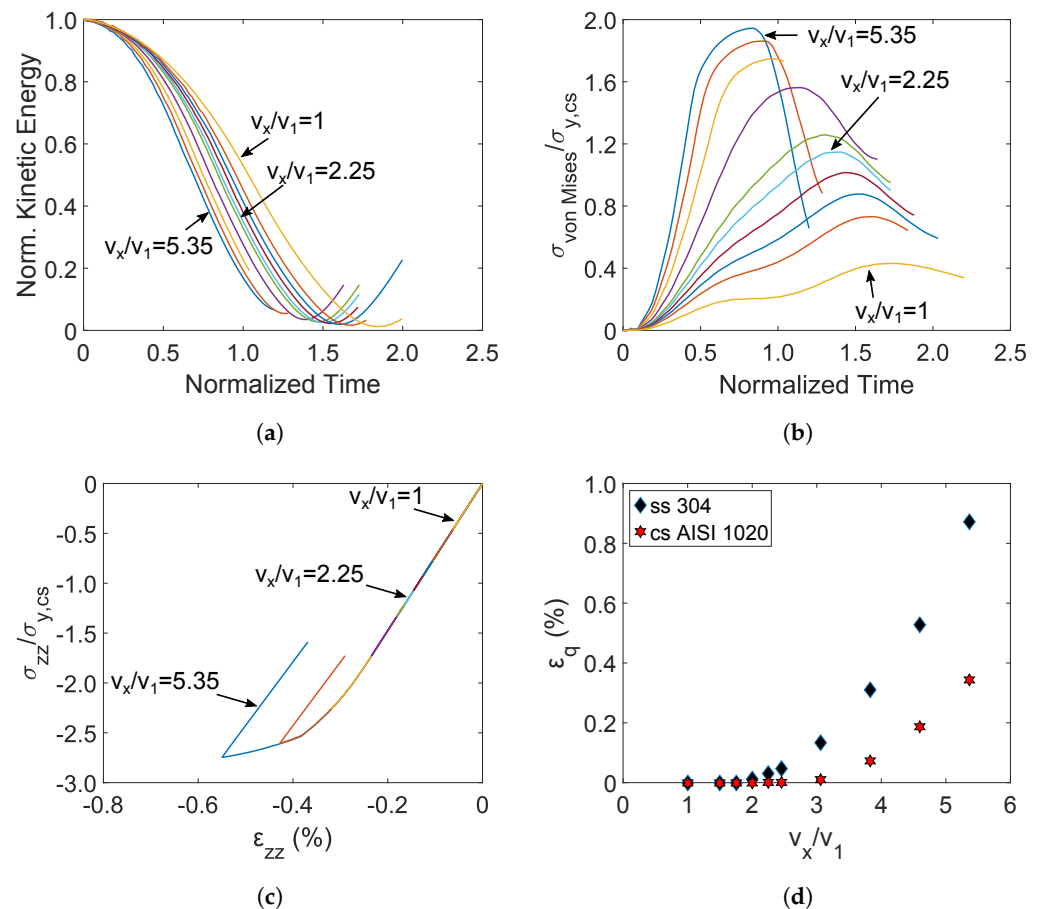 1.0
0.8
0.6
0.4
0.2
0
Norm. Kinetic Energy
vₓ/v₁=1
vₓ/v₁=2.25
vₓ/v₁=5.35
0 0.5 1.0 1.5 2.0 2.5
Normalized Time
(a)
2.0
1.6
1.2
0.8
0.4
0
σ_von Mises/σ_y,cs
vₓ/v₁=5.35
vₓ/v₁=2.25
vₓ/v₁=1
0 0.5 1.0 1.5 2.0 2.5
Normalized Time
(b)
0
-0.5
-1.0
-1.5
-2.0
-2.5
-3.0
σ_zz/σ_y,cs
vₓ/v₁=1
vₓ/v₁=2.25
vₓ/v₁=5.35
-0.8 -0.6 -0.4 -0.2 0
ε_zz (%)
(c)
1.0
0.8
0.6
0.4
0.2
0
ε_q (%)
ss 304
cs AISI 1020
0 1 2 3 4 5 6
vₓ/v₁
(d)